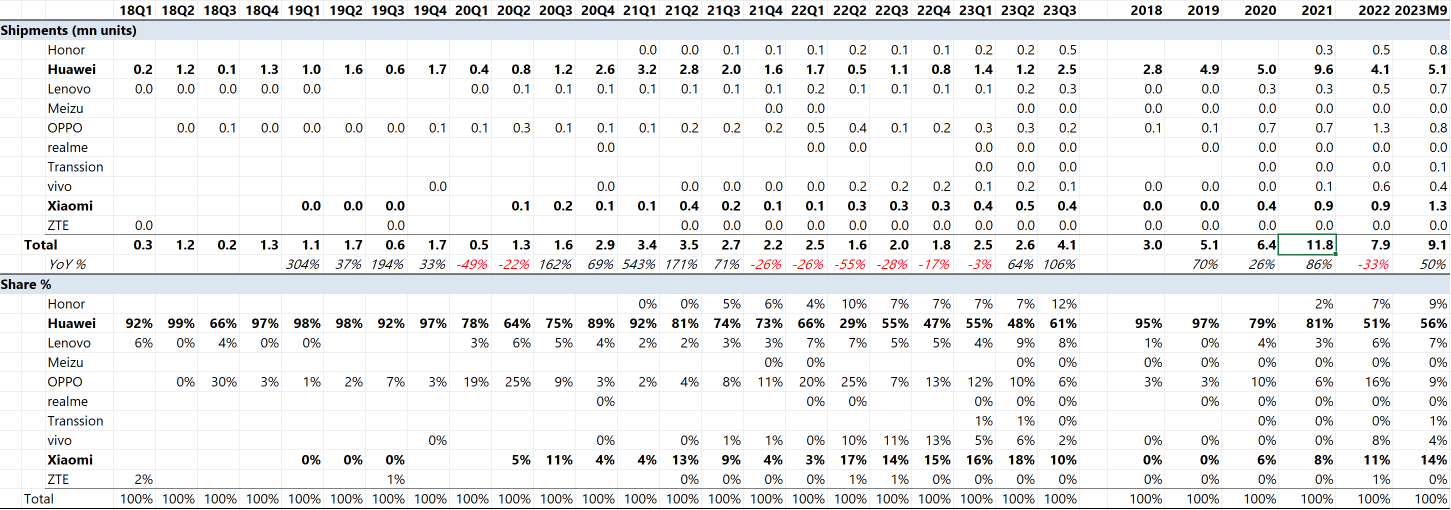 18Q1 18Q2 18Q3 18Q4 19Q1 19Q2 19Q3 19Q4 20Q1 20Q2 20Q3 20Q4 21Q1 21Q2 21Q3 21Q4 22Q1 22Q2 22Q3 22Q4 23Q1 23Q2 23Q3 2018 2019 2020 2021 2022 2023M9
Shipments (mn units)
Honor 0.0 0.0 0.1 0.1 0.1 0.2 0.1 0.1 0.2 0.2 0.5 0.3 0.5 0.8
Huawei 0.2 1.2 0.1 1.3 1.0 1.6 0.6 1.7 0.4 0.8 1.2 2.6 3.2 2.8 2.0 1.6 1.7 0.5 1.1 0.8 1.4 1.2 2.5 2.8 4.9 5.0 9.6 4.1 5.1
Lenovo 0.0 0.0 0.0 0.0 0.0 0.0 0.1 0.1 0.1 0.1 0.1 0.1 0.1 0.2 0.1 0.1 0.1 0.1 0.2 0.3 0.0 0.0 0.3 0.3 0.5 0.7
Meizu 0.0 0.0 0.0 0.0 0.0 0.0 0.0 0.0 0.0 0.0
OPPO 0.0 0.1 0.0 0.0 0.0 0.0 0.1 0.1 0.3 0.1 0.1 0.1 0.2 0.2 0.2 0.5 0.4 0.1 0.2 0.3 0.3 0.2 0.1 0.1 0.7 0.7 1.3 0.8
realme 0.0 0.0 0.0 0.0 0.0 0.0 0.0 0.0 0.0 0.0 0.0
Transsion 0.0 0.0 0.0 0.0 0.0 0.0 0.1
vivo 0.0 0.0 0.0 0.0 0.0 0.0 0.2 0.2 0.2 0.1 0.2 0.1 0.0 0.0 0.0 0.1 0.6 0.4
Xiaomi 0.0 0.0 0.0 0.1 0.2 0.1 0.1 0.4 0.2 0.1 0.1 0.3 0.3 0.3 0.4 0.5 0.4 0.0 0.0 0.4 0.9 0.9 1.3
ZTE 0.0 0.0 0.0 0.0 0.0 0.0 0.0 0.0 0.0 0.0 0.0 0.0 0.0 0.0 0.0 0.0 0.0 0.0
Total 0.3 1.2 0.2 1.3 1.1 1.7 0.6 1.7 0.5 1.3 1.6 2.9 3.4 3.5 2.7 2.2 2.5 1.6 2.0 1.8 2.5 2.6 4.1 3.0 5.1 6.4 11.8 7.9 9.1
YoY % 304% 37% 194% 33% -49% -22% 162% 69% 543% 171% 71% -26% -26% -55% -28% -17% -3% 64% 106% 70% 26% 86% -33% 50%
Share %
Honor 0% 0% 5% 6% 4% 10% 7% 7% 7% 7% 12% 2% 7% 9%
Huawei 92% 99% 66% 97% 98% 98% 92% 97% 78% 64% 75% 89% 92% 81% 74% 73% 66% 29% 55% 47% 55% 48% 61% 95% 97% 79% 81% 51% 56%
Lenovo 6% 0% 4% 0% 0% 3% 6% 5% 4% 2% 2% 3% 3% 7% 7% 5% 5% 4% 9% 8% 1% 0% 4% 3% 6% 7%
Meizu 0% 0% 0% 0% 0% 0% 0% 0% 0% 0%
OPPO 0% 30% 3% 1% 2% 7% 3% 19% 25% 9% 3% 2% 4% 8% 11% 20% 25% 7% 13% 12% 10% 6% 3% 3% 10% 6% 16% 9%
realme 0% 0% 0% 0% 0% 0% 0% 0% 0% 0% 0%
Transsion 1% 1% 0% 0% 0% 0% 1%
vivo 0% 0% 0% 1% 1% 0% 10% 11% 13% 5% 6% 2% 0% 0% 0% 0% 8% 4%
Xiaomi 0% 0% 0% 5% 11% 4% 4% 13% 9% 4% 3% 17% 14% 15% 16% 18% 10% 0% 0% 6% 8% 11% 14%
ZTE 2% 1% 0% 0% 0% 0% 1% 1% 0% 0% 0% 0% 0% 0% 0% 0% 1% 0%
Total 100% 100% 100% 100% 100% 100% 100% 100% 100% 100% 100% 100% 100% 100% 100% 100% 100% 100% 100% 100% 100% 100% 100% 100% 100% 100% 100% 100% 100%